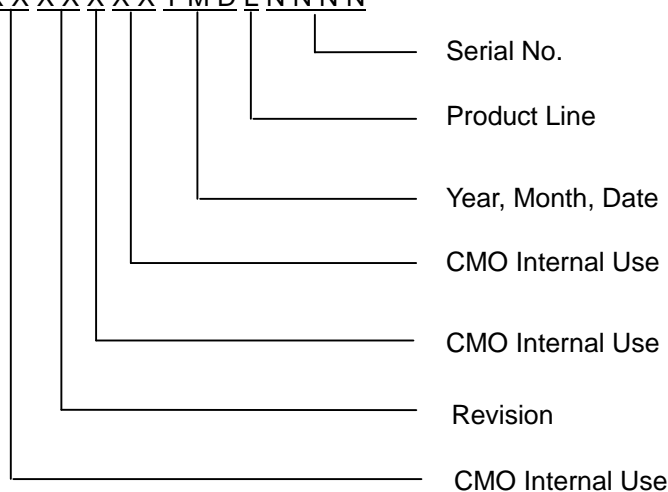 X X X X X X X Y M D L N N N N
Serial No.
Product Line
Year, Month, Date
CMO Internal Use
CMO Internal Use
Revision
CMO Internal Use